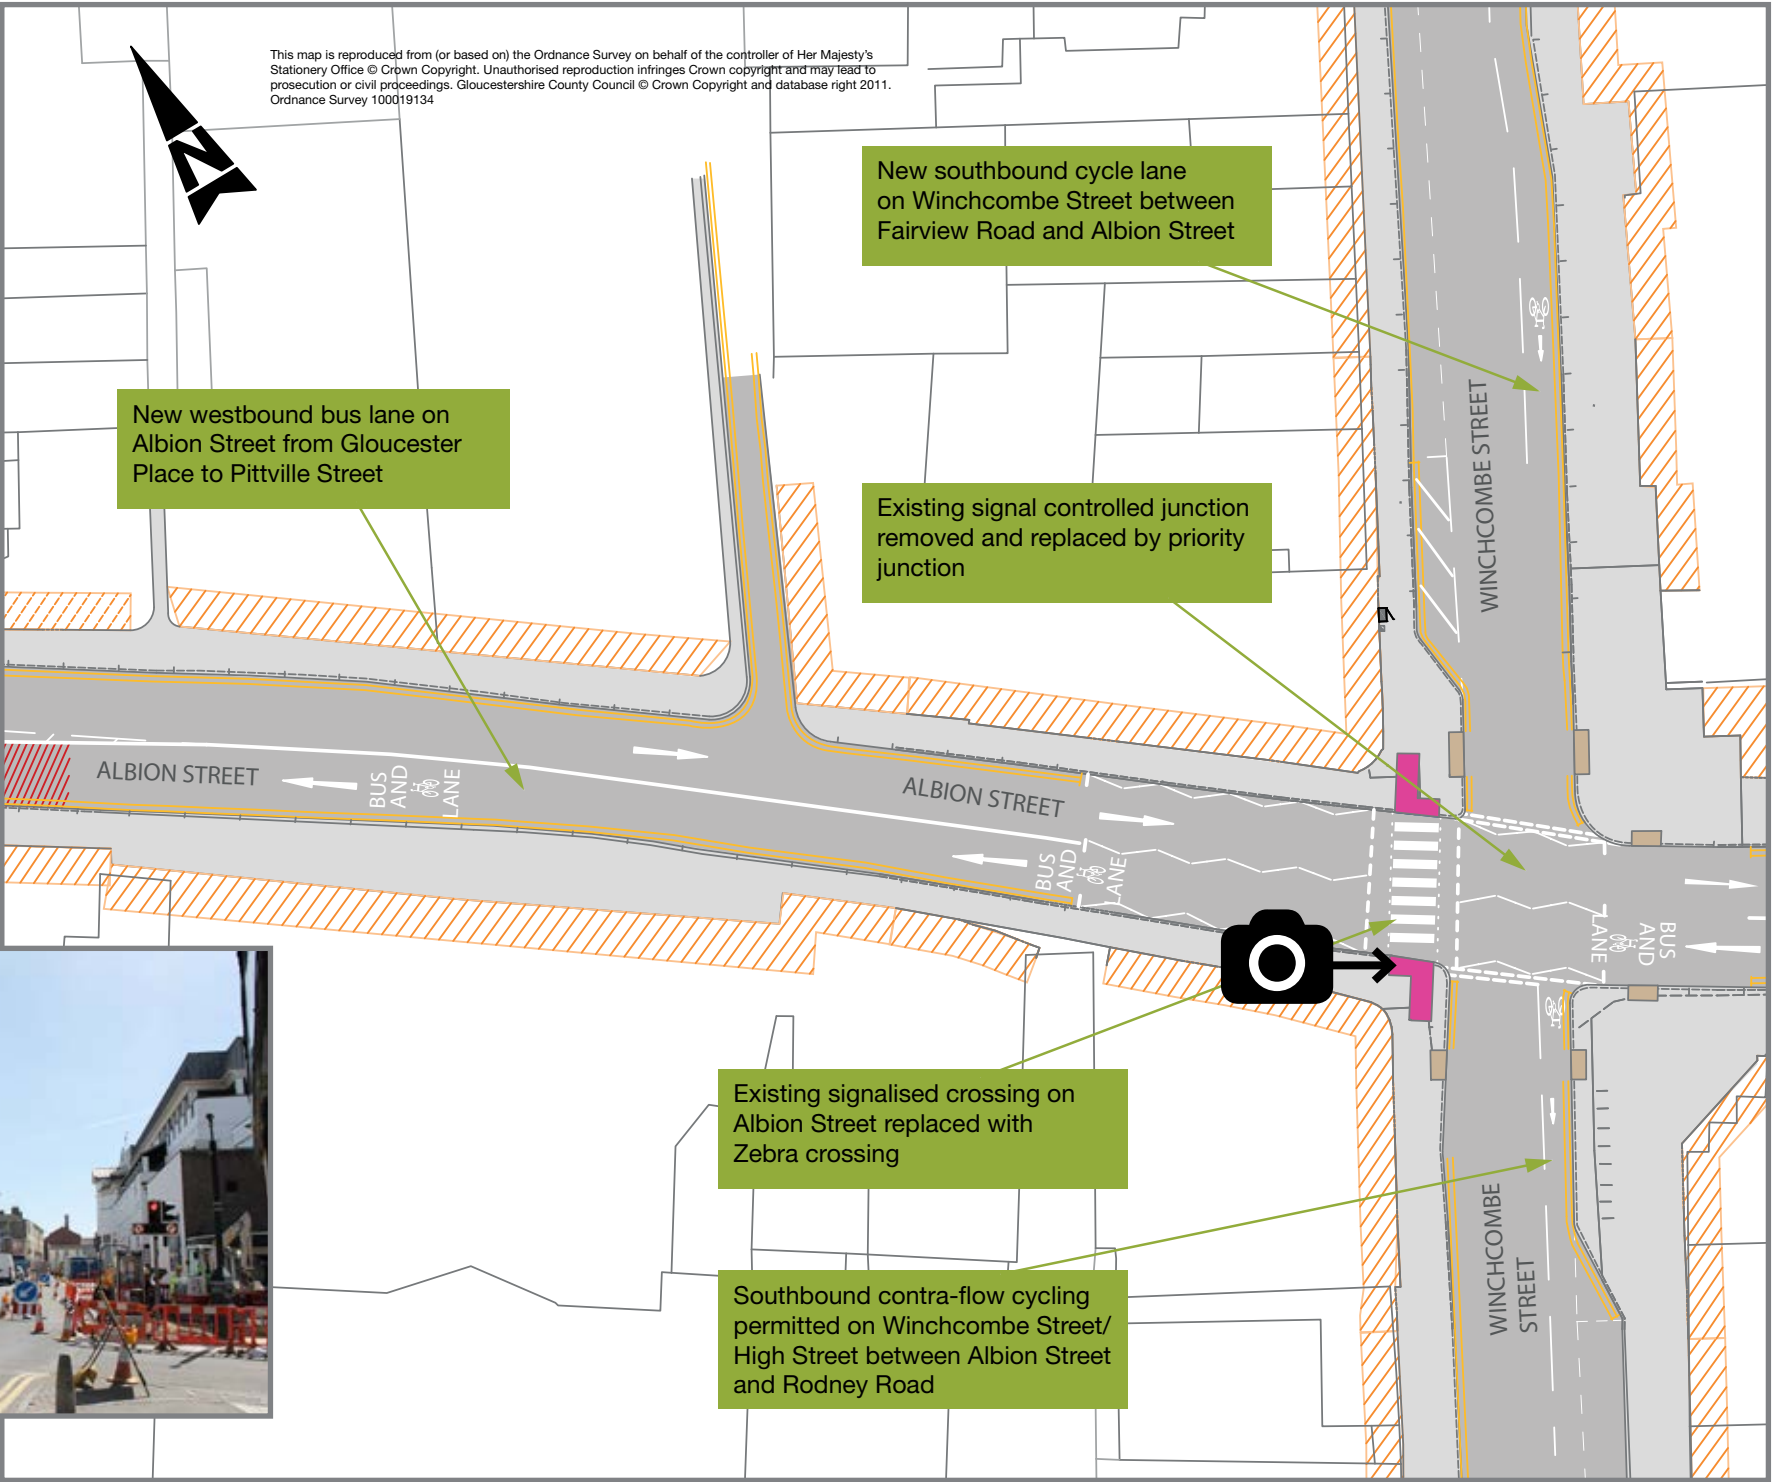 This map is reproduced from (or based on) the Ordnance Survey on behalf of the controller of Her Majesty's
Stationery Office © Crown Copyright. Unauthorised reproduction infringes Crown copyright and may lead to
prosecution or civil proceedings. Gloucestershire County Council © Crown Copyright and database right 2011.
Ordnance Survey 100019134
N
New southbound cycle lane
on Winchcombe Street between
Fairview Road and Albion Street
New westbound bus lane on
Albion Street from Gloucester
Place to Pittville Street
Existing signal controlled junction
removed and replaced by priority
junction
WINCHCOMBE STREET
ALBION STREET
BUS
AND
LANE
ALBION STREET
BUS
AND
LANE
LANE
AND
BUS
Existing signalised crossing on
Albion Street replaced with
Zebra crossing
Southbound contra-flow cycling
permitted on Winchcombe Street/
High Street between Albion Street
and Rodney Road
WINCHCOMBE
STREET